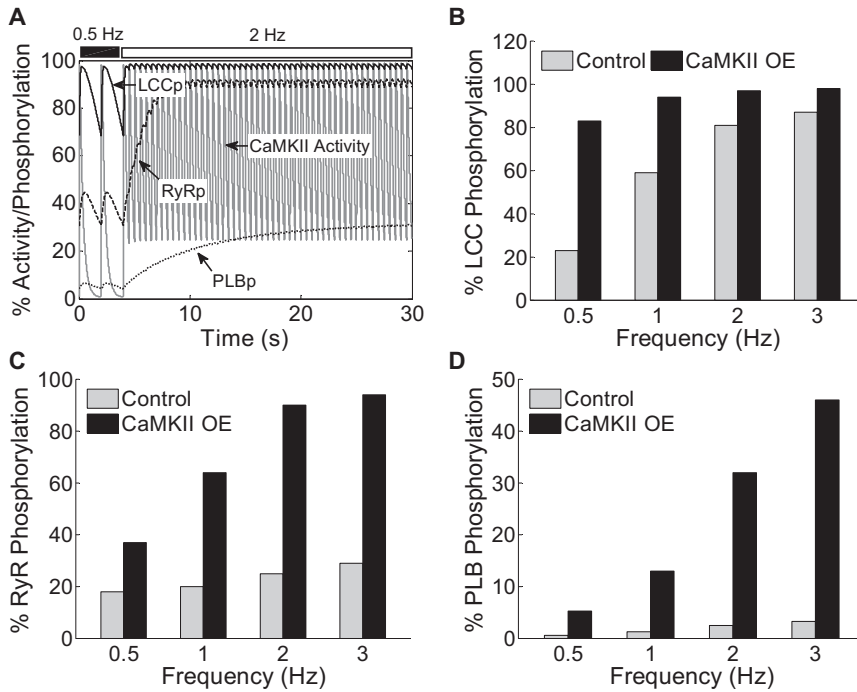 A
0.5 Hz
2 Hz
% Activity/Phosphorylation
100
80
60
40
20
0
LCCp
CaMKII Activity
RyRp
PLBp
0
10
20
30
Time (s)
B
% LCC Phosphorylation
120
100
80
60
40
20
0
Control
CaMKII OE
0.5
1
2
3
Frequency (Hz)
C
% RyR Phosphorylation
100
80
60
40
20
0
Control
CaMKII OE
0.5
1
2
3
Frequency (Hz)
D
% PLB Phosphorylation
50
40
30
20
10
0
Control
CaMKII OE
0.5
1
2
3
Frequency (Hz)